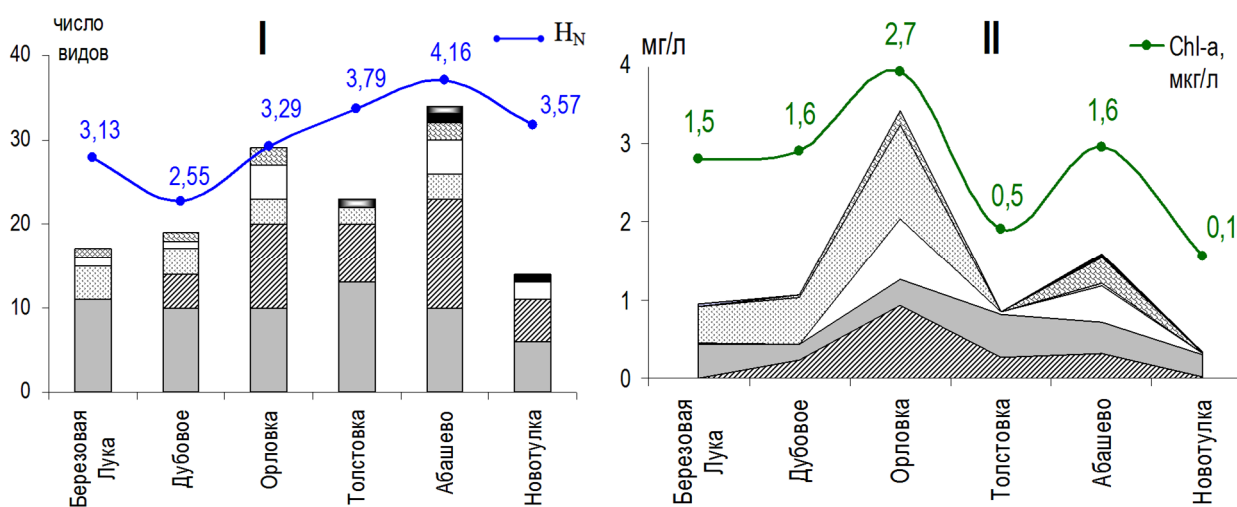 число
видов
I
H_N
40
30
20
10
0
3,13
2,55
3,29
3,79
4,16
3,57
Березовая
Лука
Дубовое
Орловка
Толстовка
Абашево
Новотулка
мг/л
II
Chl-a,
мкг/л
4
3
2
1
0
1,5
1,6
2,7
0,5
1,6
0,1
Березовая
Лука
Дубовое
Орловка
Толстовка
Абашево
Новотулка